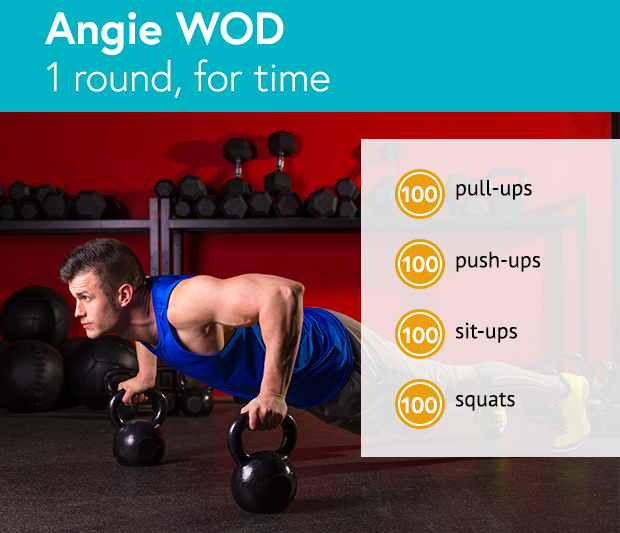 Angie WOD
1 round, for time
100 pull-ups
100 push-ups
100 sit-ups
100 squats